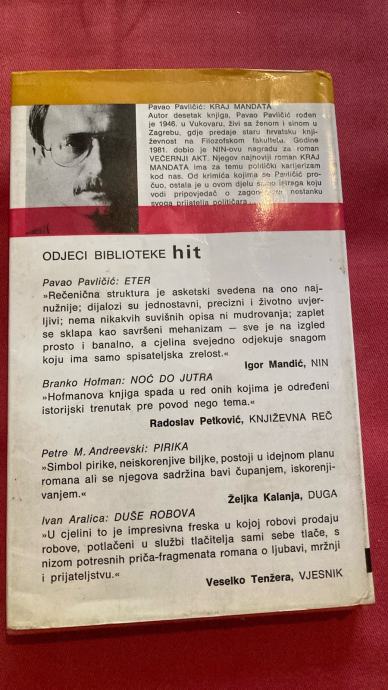 Pavao Pavličić: KRAJ MANDATA
Autor desetak knjiga, Pavao Pavličić rođen
je 1946. u Vukovaru, živi sa ženom i sinom u
Zagrebu, gdje predaje staru hrvatsku knji-
ževnost na Filozofskom fakultetu. Godine
1981. dobio je NIN-ovu nagradu za roman
VEČERNJI AKT. Njegov najnoviji roman KRAJ
MANDATA ima za temu politički karijerizam
kod nas. Od krimića kojima se Pavličić pro-
čuo, ostala je u ovom djelu samo istraga koju
vodi pripovjedač o nestanku
svoga prijatelja političara.
ODJECI BIBLIOTEKE hit
Pavao Pavličić: ETER
»Rečenična struktura je asketski svedena na ono naj-
nužnije; dijalozi su jednostavni, precizni i životno uvjer-
ljivi; nema nikakvih suvišnih opisa ni mudrovanja; zaplet
se sklapa kao savršeni mehanizam — sve je na izgled
prosto i banalno, a cjelina svejedno odjekuje snagom
koju ima samo spisateljska zrelost.«
Igor Mandić, NIN
Branko Hofman: NOĆ DO JUTRA
»Hofmanova knjiga spada u red onih kojima je određeni
istorijski trenutak pre povod nego tema.«
Radoslav Petković, KNJIŽEVNA REČ
Petre M. Andreevski: PIRIKA
»Simbol pirike, neiskorenjive biljke, postoji u idejnom planu
romana ali se njegova sadržina bavi čupanjem, iskorenji-
vanjem.«
Željka Kalanja, DUGA
Ivan Aralica: DUŠE ROBOVA
»U cjelini to je impresivna freska u kojoj robovi prodaju
robove, potlačeni u službi tlačitelja sami sebe tlače, s
nizom potresnih priča-fragmenata romana o ljubavi, mržnji
i prijateljstvu.«
Veselko Tenžera, VJESNIK